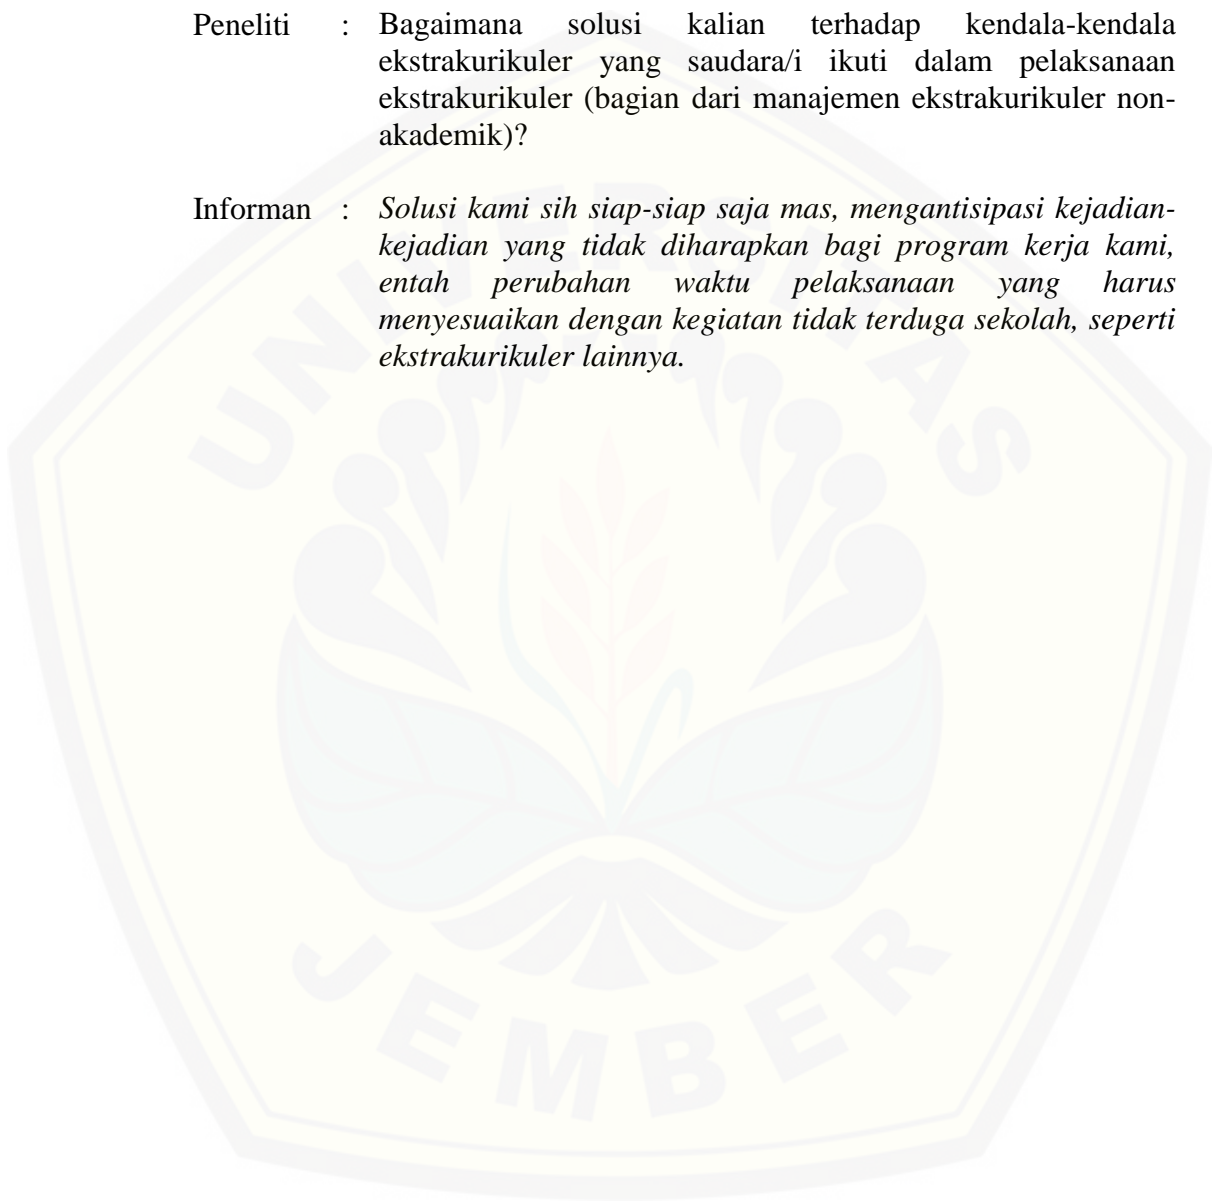 Peneliti : Bagaimana solusi kalian terhadap kendala-kendala
ekstrakurikuler yang saudara/i ikuti dalam pelaksanaan
ekstrakurikuler (bagian dari manajemen ekstrakurikuler non-
akademik)?
Informan : Solusi kami sih siap-siap saja mas, mengantisipasi kejadian-
kejadian yang tidak diharapkan bagi program kerja kami,
entah perubahan waktu pelaksanaan yang harus
menyesuaikan dengan kegiatan tidak terduga sekolah, seperti
ekstrakurikuler lainnya.
UNIVERSITAS
JEMBER